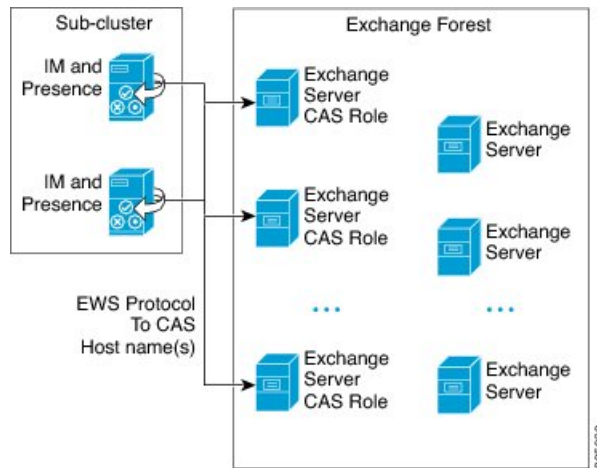 Sub-cluster
IM and
Presence
IM and
Presence
EWS Protocol
To CAS
Host name(s)
Exchange Forest
Exchange
Server
CAS Role
Exchange
Server
CAS Role
...
Exchange
Server
CAS Role
Exchange
Server
Exchange
Server
...
Exchange
Server